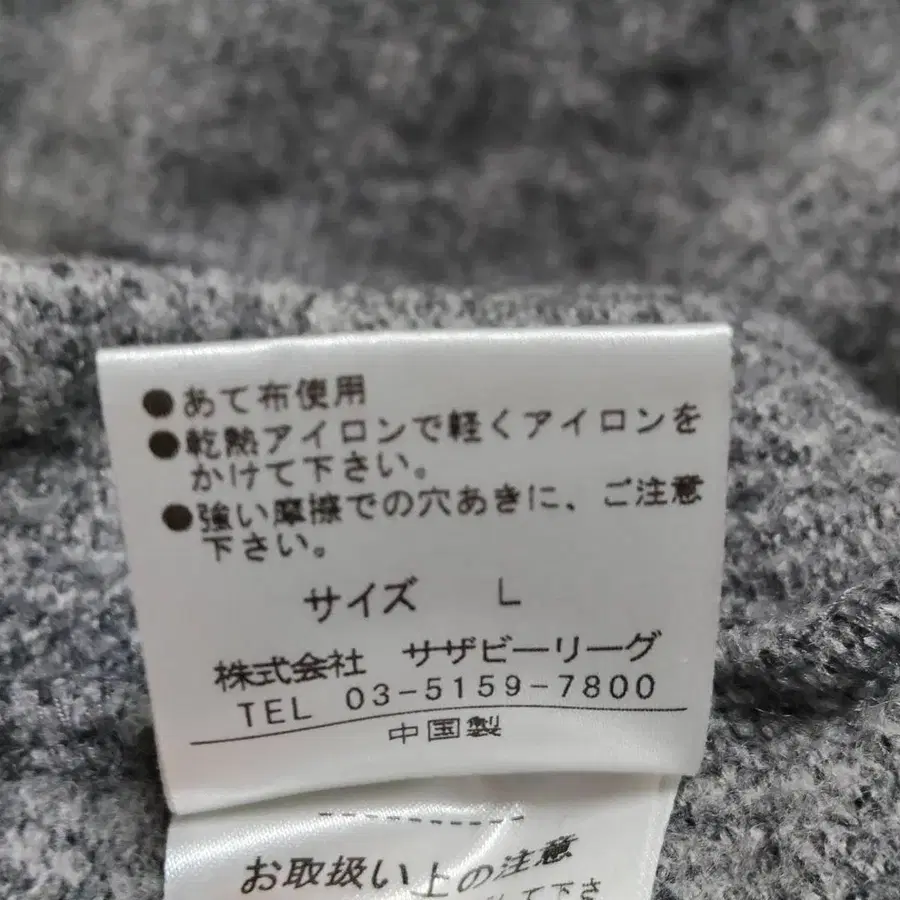 ●あて布使用
●乾熱アイロンで軽くアイロンを
かけて下さい。
●強い摩擦での穴あきに、ご注意
下さい。
サイズ L
株式会社 サザビーリーグ
TEL 03-5159-7800
中国製
お取扱い上の注意
て下さ